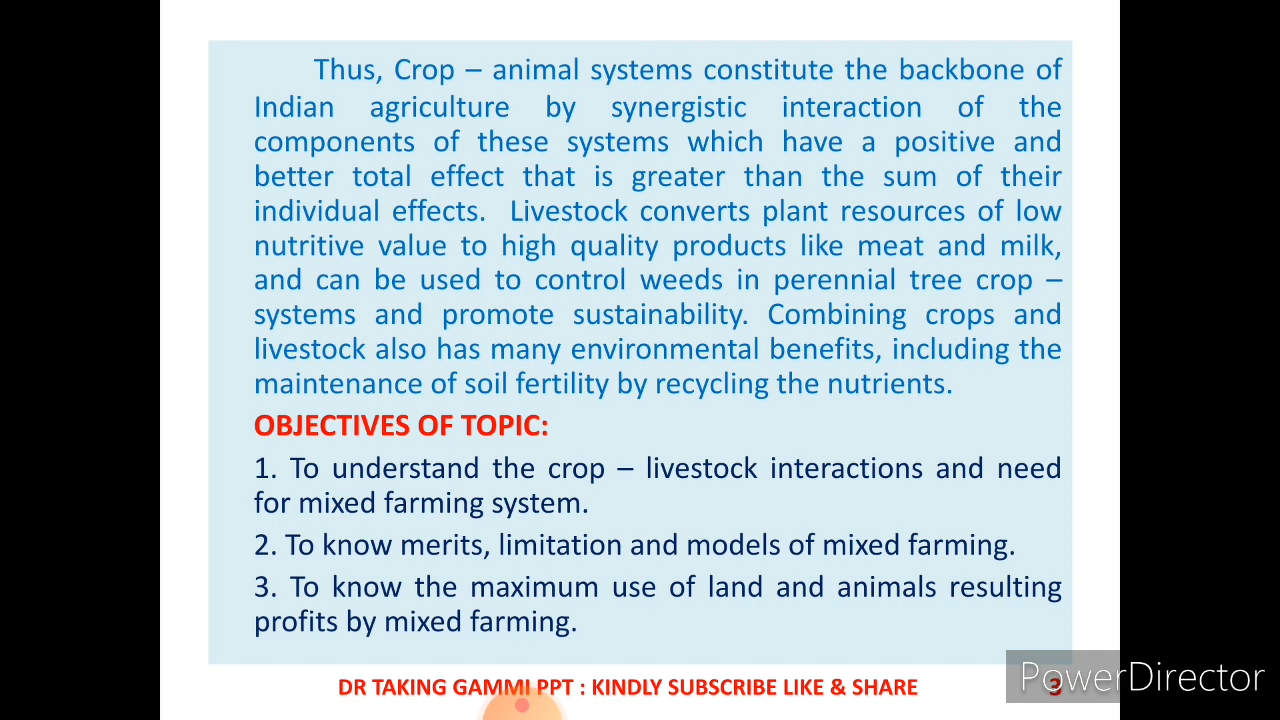 Thus, Crop – animal systems constitute the backbone of
Indian agriculture by synergistic interaction of the
components of these systems which have a positive and
better total effect that is greater than the sum of their
individual effects. Livestock converts plant resources of low
nutritive value to high quality products like meat and milk,
and can be used to control weeds in perennial tree crop –
systems and promote sustainability. Combining crops and
livestock also has many environmental benefits, including the
maintenance of soil fertility by recycling the nutrients.
OBJECTIVES OF TOPIC:
1. To understand the crop – livestock interactions and need
for mixed farming system.
2. To know merits, limitation and models of mixed farming.
3. To know the maximum use of land and animals resulting
profits by mixed farming.
DR TAKING GAMMI PPT : KINDLY SUBSCRIBE LIKE & SHARE
3
PowerDirector